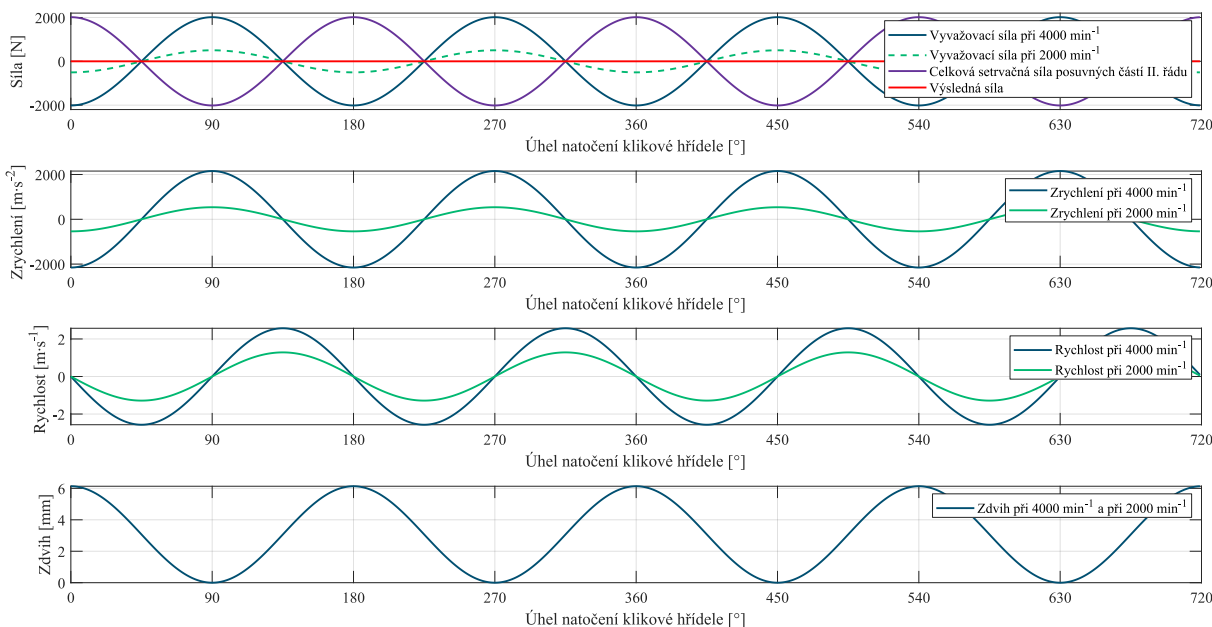 Síla [N]
2000
0
-2000
Vyvažovací síla při 4000 min⁻¹
Vyvažovací síla při 2000 min⁻¹
Celková setrvačná síla posuvných částí II. řádu
Výsledná síla
0 90 180 270 360 450 540 630 720
Úhel natočení klikové hřídele [°]
Zrychlení [m·s⁻²]
2000
0
-2000
Zrychlení při 4000 min⁻¹
Zrychlení při 2000 min⁻¹
0 90 180 270 360 450 540 630 720
Úhel natočení klikové hřídele [°]
Rychlost [m·s⁻¹]
2
0
-2
Rychlost při 4000 min⁻¹
Rychlost při 2000 min⁻¹
0 90 180 270 360 450 540 630 720
Úhel natočení klikové hřídele [°]
Zdvih [mm]
6
4
2
0
Zdvih při 4000 min⁻¹ a při 2000 min⁻¹
0 90 180 270 360 450 540 630 720
Úhel natočení klikové hřídele [°]